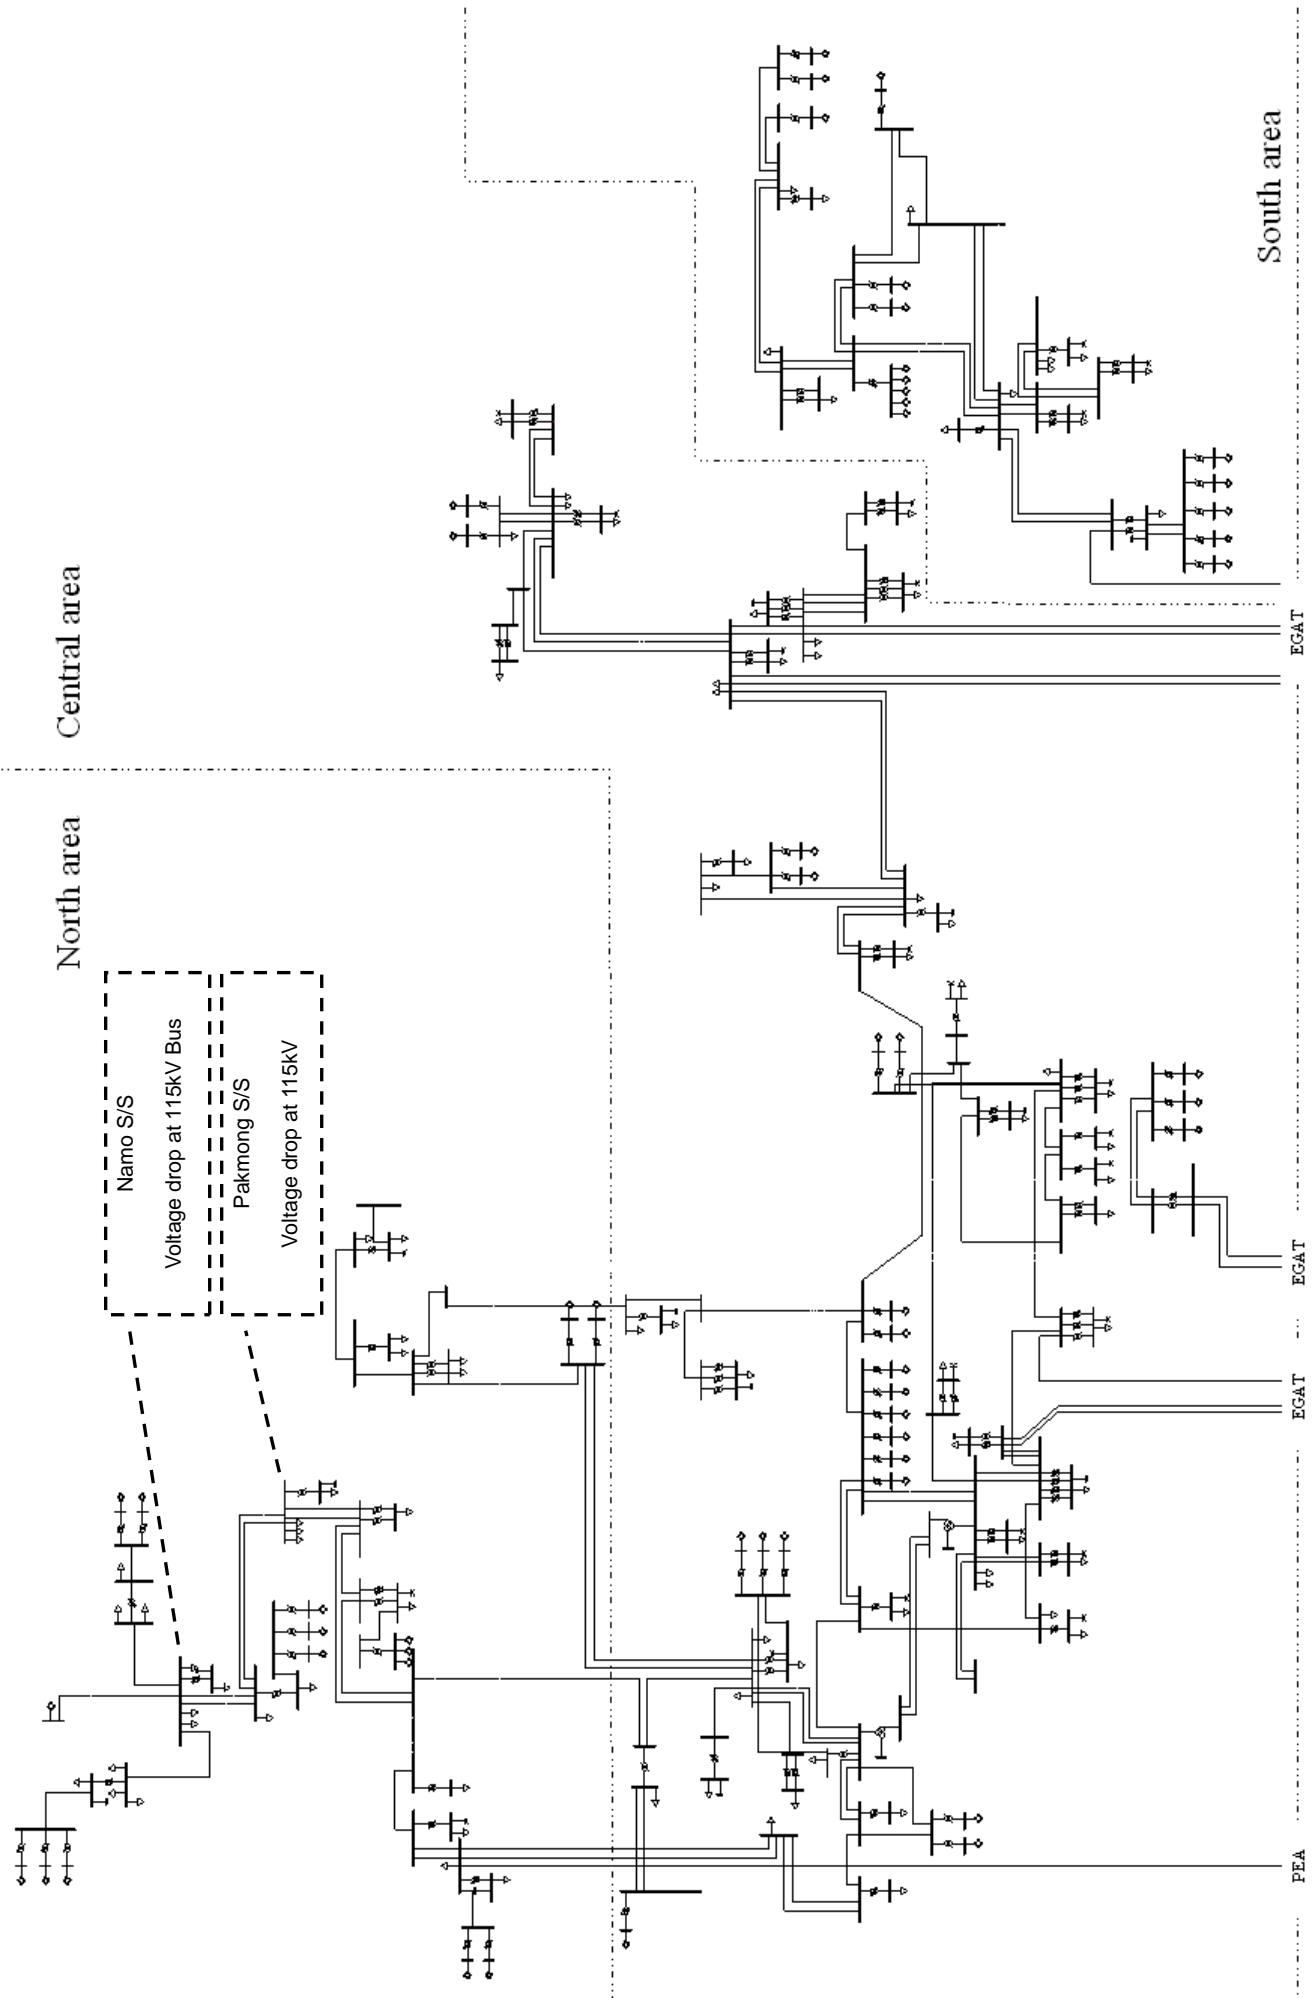 North area
Central area
South area
Namo S/S
Voltage drop at 115kV Bus
Pakmong S/S
Voltage drop at 115kV
PEA
EGAT
EGAT
EGAT